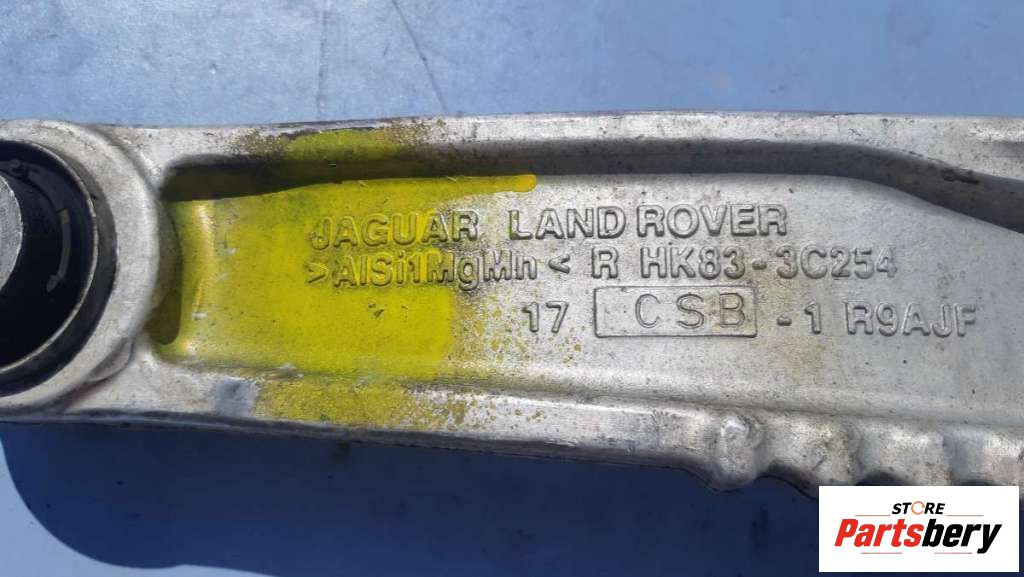 JAGUAR LAND ROVER
>AlSi1MgMn< R HK83-3C254
17 CSB -1 R9AJF
STORE
Partsbery